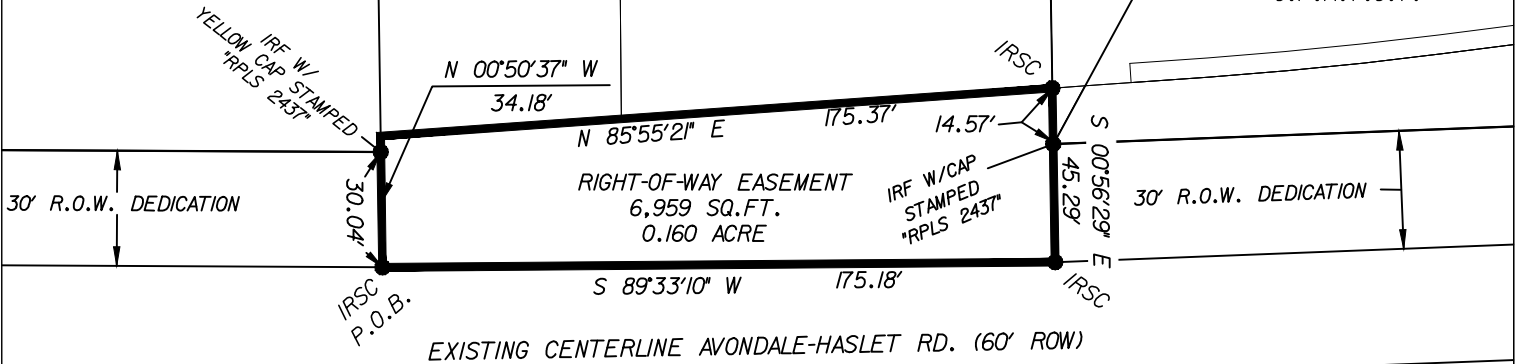 IRF W/
YELLOW CAP STAMPED
"RPLS 2437"
N 00°50'37" W
34.18'
IRSC
N 85°55'21" E
175.37'
14.57'
S 00°56'29" E
45.29'
30' R.O.W. DEDICATION
30.04'
RIGHT-OF-WAY EASEMENT
6,959 SQ.FT.
0.160 ACRE
IRF W/CAP
STAMPED
"RPLS 2437"
30' R.O.W. DEDICATION
IRSC
P.O.B.
S 89°33'10" W
175.18'
IRSC
EXISTING CENTERLINE AVONDALE-HASLET RD. (60' ROW)